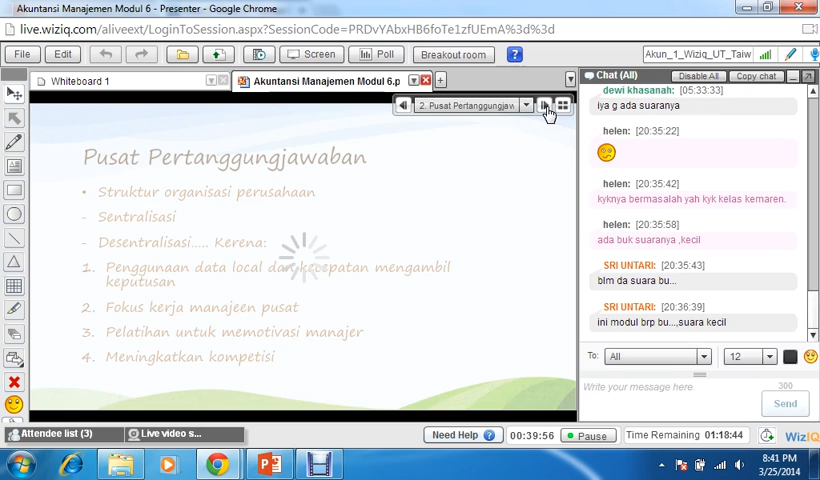 Akuntansi Manajemen Modul 6 - Presenter - Google Chrome
www.wiziq.com/aliveext/LoginToSession.aspx?SessionCode=PRDvYAbxHB6foTe1zfUEmA%3d%3d
File Edit Screen Poll Breakout room ? Akun_1_Wiziq_UT_Taiw
Whiteboard 1 Akuntansi Manajemen Modul 6.p
2. Pusat Pertanggungjaw
Pusat Pertanggungjawaban
• Struktur organisasi perusahaan
- Sentralisasi
- Desentralisasi..... Kerena:
1. Penggunaan data local dan kecepatan mengambil
keputusan
2. Fokus kerja manajeen pusat
3. Pelatihan untuk memotivasi manajer
4. Meningkatkan kompetisi
Chat (All) Disable All Copy chat
dewi khasanah: [05:33:33]
iya g ada suaranya
helen: [20:35:22]
helen: [20:35:42]
kyknya bermasalah yah kyk kelas kemaren.
helen: [20:35:58]
ada buk suaranya ,kecil
SRI UNTARI: [20:35:43]
blm da suara bu...
SRI UNTARI: [20:36:39]
ini modul brp bu...,suara kecil
To: All 12
Write your message here. 300
Send
Attendee list (3) Live video s...
Need Help ? 00:39:56 Pause Time Remaining 01:18:44 WizIQ
8:41 PM
3/25/2014